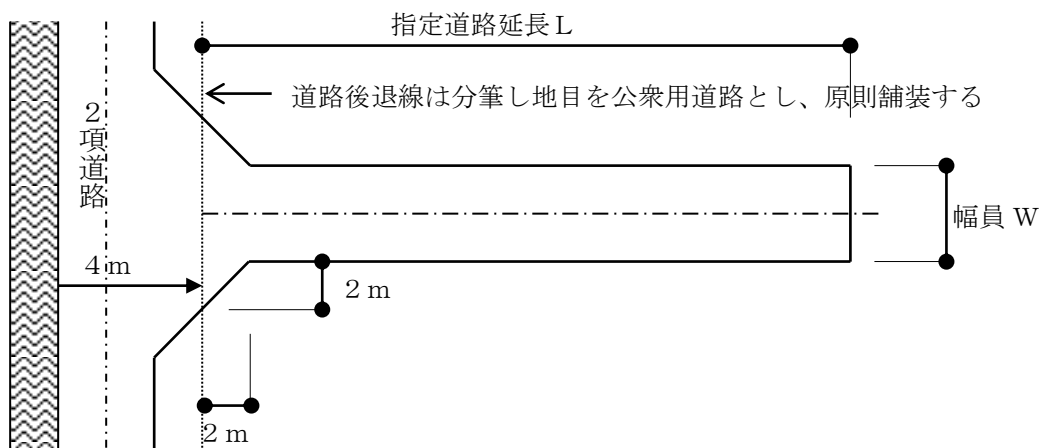 指定道路延長Ｌ
道路後退線は分筆し地目を公衆用道路とし、原則舗装する
２項道路
幅員 W
４ｍ
２ｍ
２ｍ